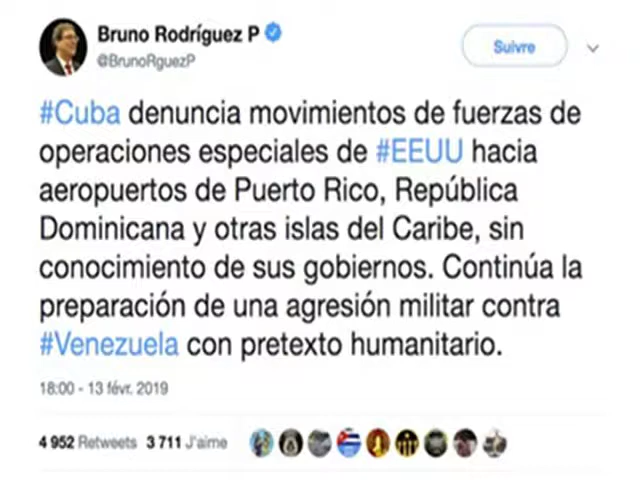 Bruno Rodríguez P
@BrunoRguezP
Suivre
#Cuba denuncia movimientos de fuerzas de
operaciones especiales de #EEUU hacia
aeropuertos de Puerto Rico, República
Dominicana y otras islas del Caribe, sin
conocimiento de sus gobiernos. Continúa la
preparación de una agresión militar contra
#Venezuela con pretexto humanitario.
18:00 - 13 févr. 2019
4 952 Retweets 3 711 J'aime